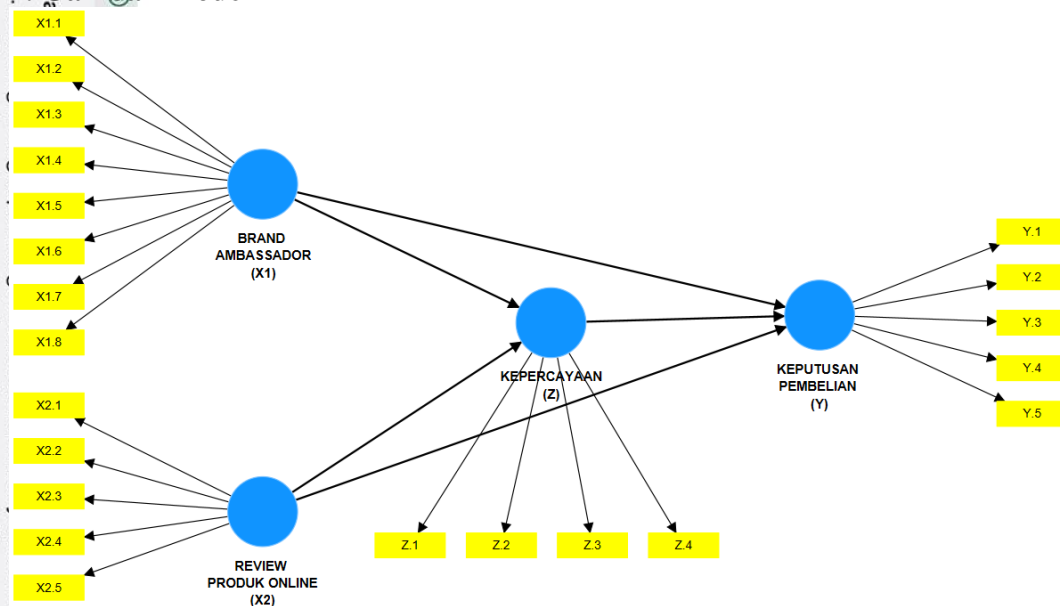 X1.1
X1.2
X1.3
X1.4
X1.5
X1.6
X1.7
X1.8
BRAND
AMBASSADOR
(X1)
X2.1
X2.2
X2.3
X2.4
X2.5
REVIEW
PRODUK ONLINE
(X2)
KEPERCAYAAN
(Z)
Z.1
Z.2
Z.3
Z.4
KEPUTUSAN
PEMBELIAN
(Y)
Y.1
Y.2
Y.3
Y.4
Y.5